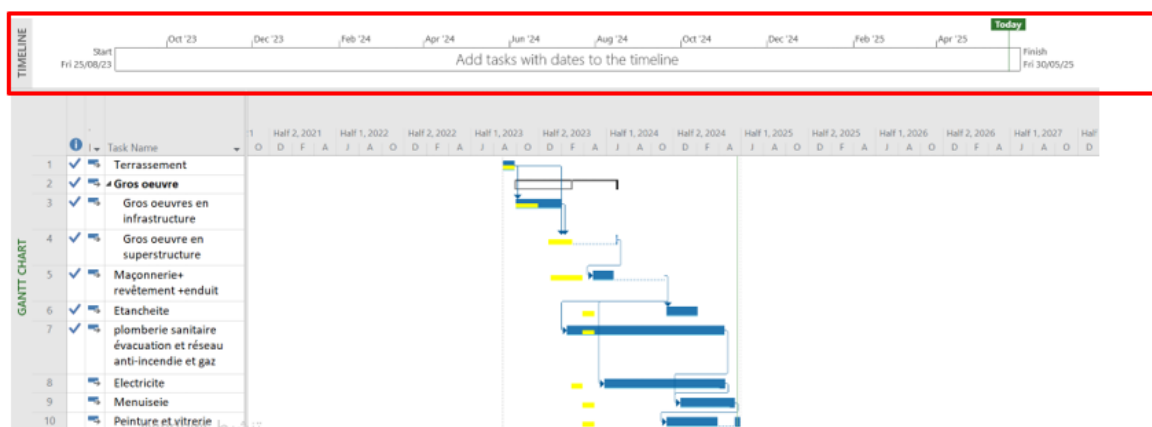 Today
Oct '23 Dec '23 Feb '24 Apr '24 Jun '24 Aug '24 Oct '24 Dec '24 Feb '25 Apr '25
TIMELINE
Start
Fri 25/08/23
Add tasks with dates to the timeline
Finish
Fri 30/05/25
'1 Half 2, 2021 Half 1, 2022 Half 2, 2022 Half 1, 2023 Half 2, 2023 Half 1, 2024 Half 2, 2024 Half 1, 2025 Half 2, 2025 Half 1, 2026 Half 2, 2026 Half 1, 2027 Half
Task Name O D F A J A O D F A J A O D F A J A O D F A J A O D F A J A O D F A J A O D
GANTT CHART
1 Terrassement
2 Gros oeuvre
3 Gros oeuvres en
infrastructure
4 Gros oeuvre en
superstructure
5 Maçonnerie+
revêtement +enduit
6 Etancheite
7 plomberie sanitaire
évacuation et réseau
anti-incendie et gaz
8 Electricite
9 Menuiseie
10 Peinture et vitrerie